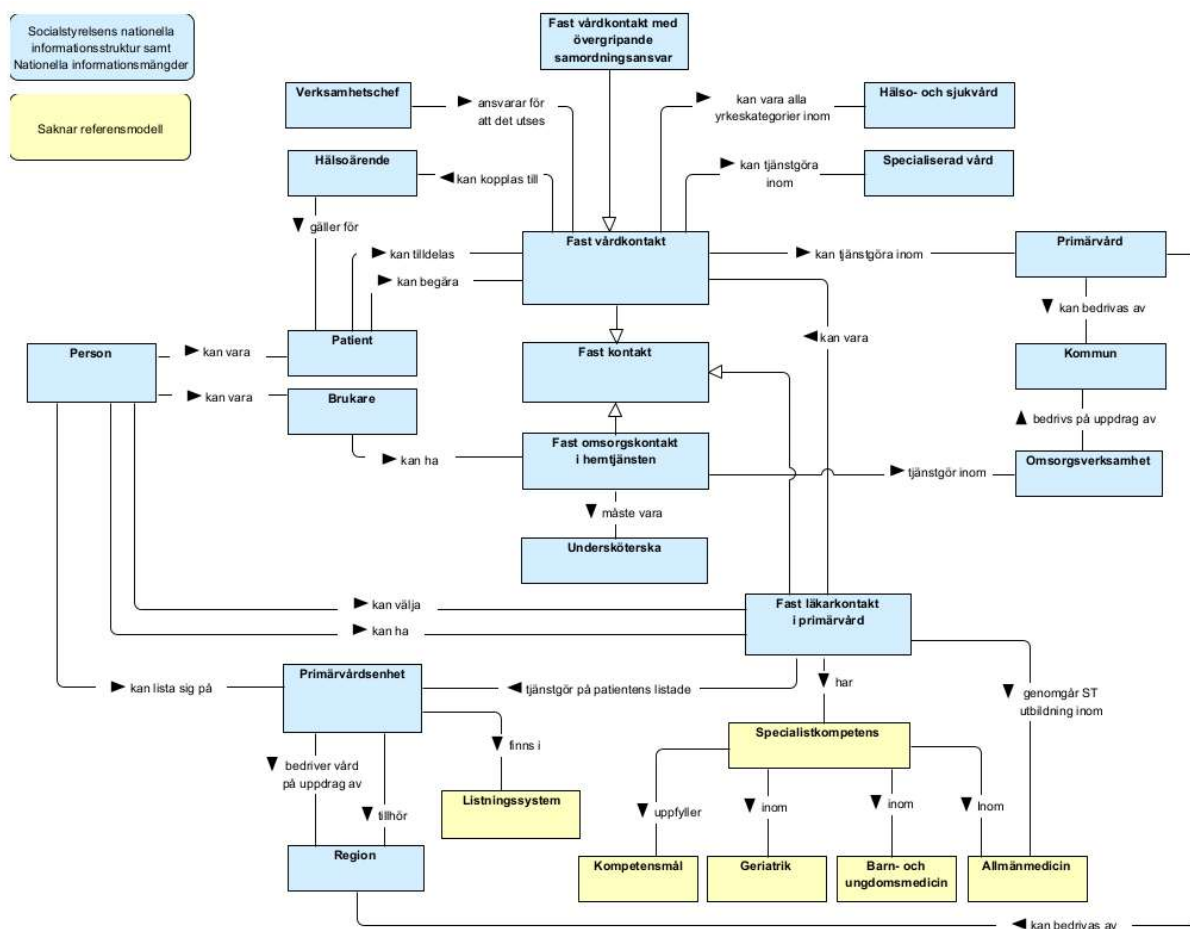 Socialstyrelsens nationella
informationsstruktur samt
Nationella informationsmängder
Saknar referensmodell
Fast vårdkontakt med
övergripande
samordningsansvar
Verksamhetschef
ansvarar för
att det utses
kan vara alla
yrkeskategorier inom
Hälso- och sjukvård
Hälsoärende
kan kopplas till
kan tjänstgöra
inom
Specialiserad vård
gäller för
kan tilldelas
kan begära
Fast vårdkontakt
kan tjänstgöra inom
Primärvård
kan bedrivas av
Person
kan vara
Patient
Fast kontakt
kan vara
Kommun
kan vara
Brukare
bedrivs på uppdrag av
kan ha
Fast omsorgskontakt
i hemtjänsten
tjänstgör inom
Omsorgsverksamhet
måste vara
Undersköterska
kan välja
kan ha
Fast läkarkontakt
i primärvård
kan lista sig på
Primärvårdsenhet
tjänstgör på patientens listade
har
genomgår ST
utbildning inom
finns i
Specialistkompetens
bedriver vård
på uppdrag av
tillhör
Listningssystem
uppfyller
inom
inom
Inom
Region
Kompetensmål
Geriatrik
Barn- och
ungdomsmedicin
Allmänmedicin
kan bedrivas av